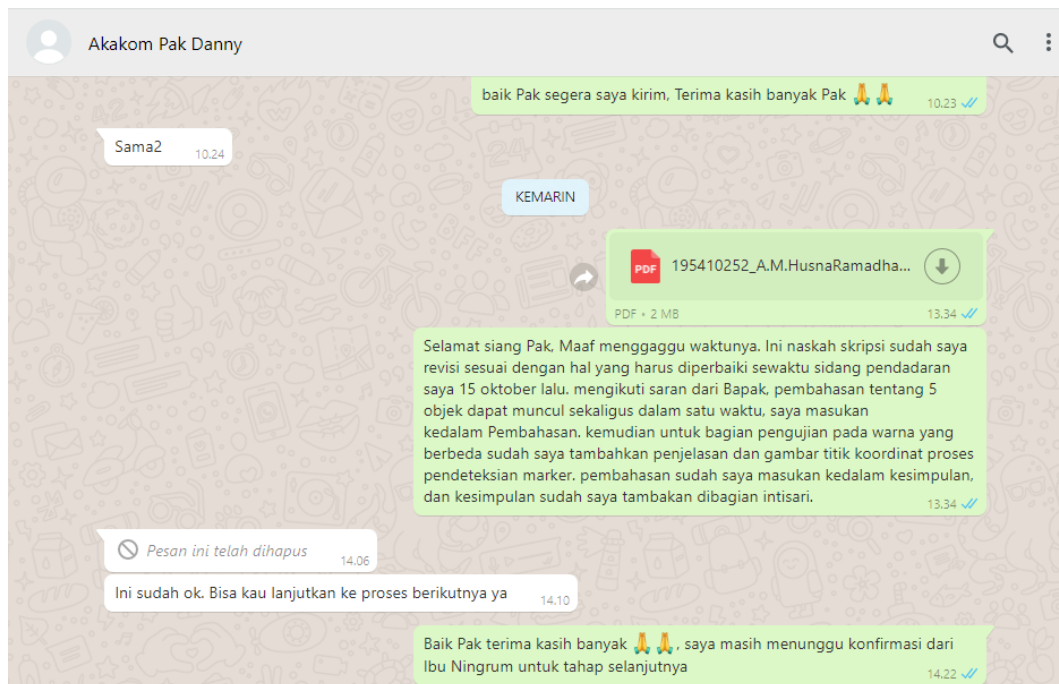 Akakom Pak Danny
baik Pak segera saya kirim, Terima kasih banyak Pak 🙏 🙏
10.23
Sama2
10.24
KEMARIN
PDF
195410252_A.M.HusnaRamadha...
PDF • 2 MB
13.34
Selamat siang Pak, Maaf menggaggu waktunya. Ini naskah skripsi sudah saya
revisi sesuai dengan hal yang harus diperbaiki sewaktu sidang pendadaran
saya 15 oktober lalu. mengikuti saran dari Bapak, pembahasan tentang 5
objek dapat muncul sekaligus dalam satu waktu, saya masukan
kedalam Pembahasan. kemudian untuk bagian pengujian pada warna yang
berbeda sudah saya tambahkan penjelasan dan gambar titik koordinat proses
pendeteksian marker. pembahasan sudah saya masukan kedalam kesimpulan,
dan kesimpulan sudah saya tambakan dibagian intisari.
13.34
Pesan ini telah dihapus
14.06
Ini sudah ok. Bisa kau lanjutkan ke proses berikutnya ya
14.10
Baik Pak terima kasih banyak 🙏 🙏, saya masih menunggu konfirmasi dari
Ibu Ningrum untuk tahap selanjutnya
14.22